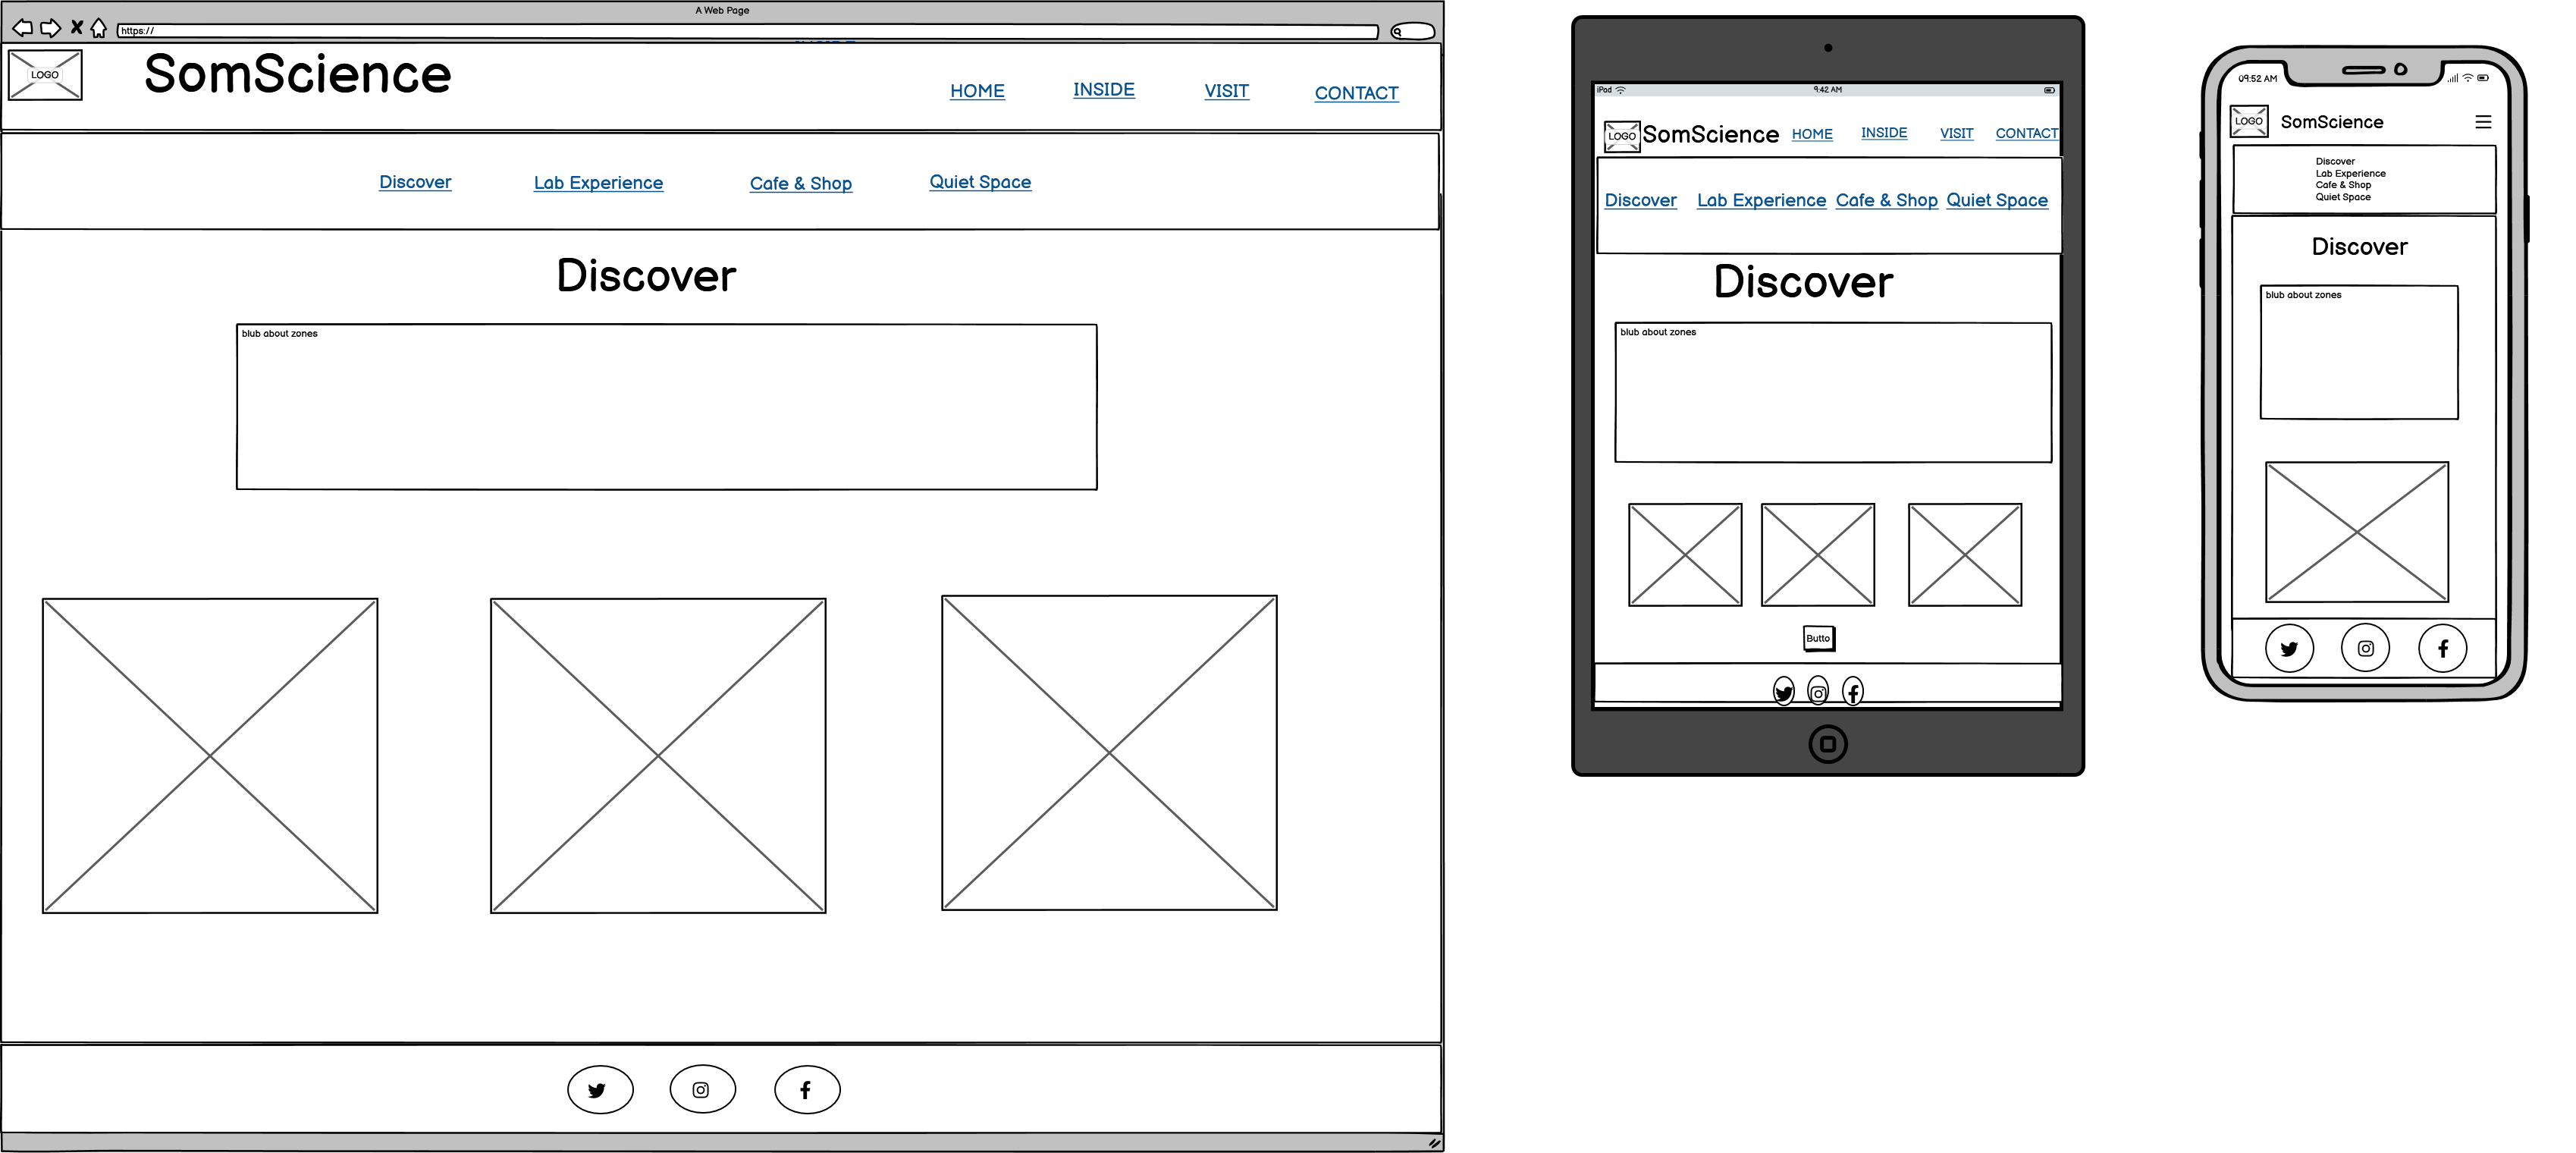 A Web Page
https://
LOGO
SomScience
HOME INSIDE VISIT CONTACT
Discover Lab Experience Cafe & Shop Quiet Space
Discover
blub about zones
iPad 9:42 AM
LOGO SomScience HOME INSIDE VISIT CONTACT
Discover Lab Experience Cafe & Shop Quiet Space
Discover
blub about zones
Butto
09:52 AM
LOGO SomScience
Discover
Lab Experience
Cafe & Shop
Quiet Space
Discover
blub about zones